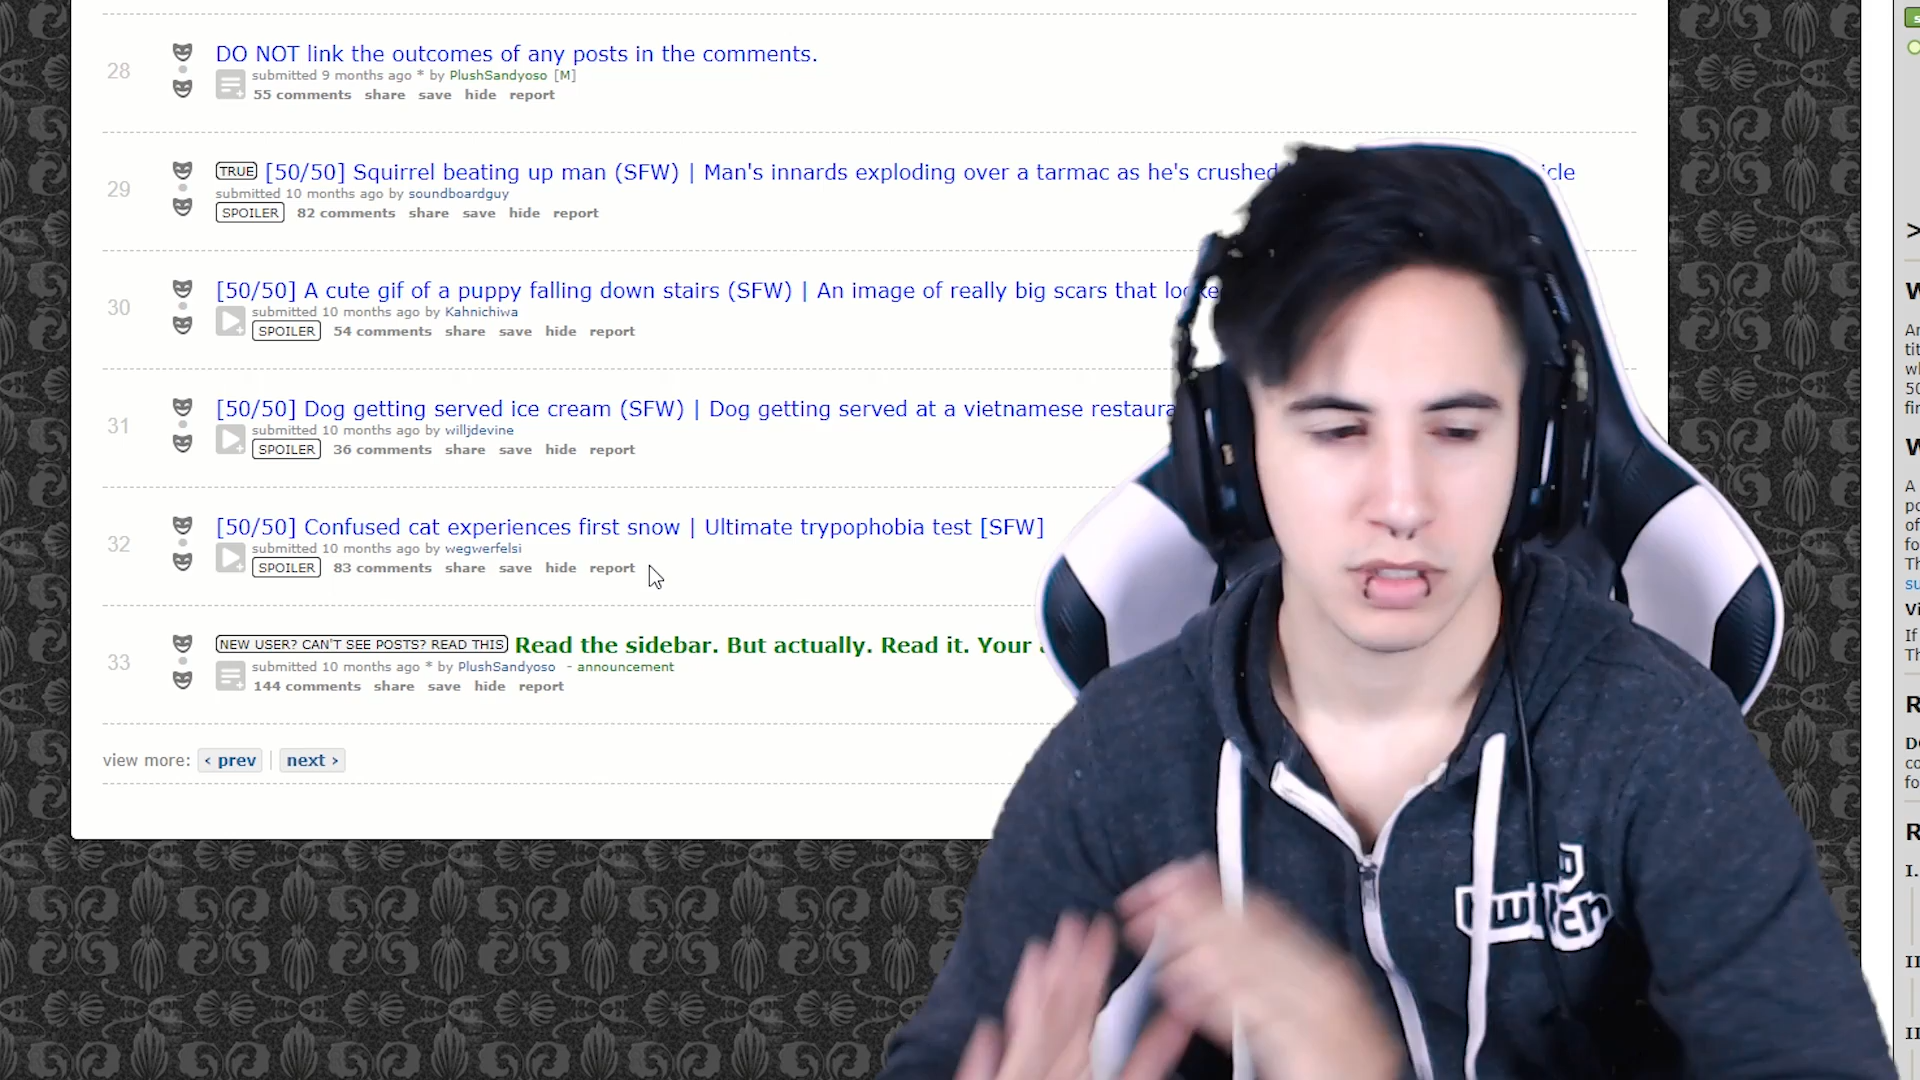 28
DO NOT link the outcomes of any posts in the comments.
submitted 9 months ago * by PlushSandyoso [M]
55 comments share save hide report
29
TRUE [50/50] Squirrel beating up man (SFW) | Man's innards exploding over a tarmac as he's crushed
submitted 10 months ago by soundboardguy
SPOILER 82 comments share save hide report
30
[50/50] A cute gif of a puppy falling down stairs (SFW) | An image of really big scars that
submitted 10 months ago by Kahnichiwa
SPOILER 54 comments share save hide report
31
[50/50] Dog getting served ice cream (SFW) | Dog getting served at a vietnamese
submitted 10 months ago by willjdevine
SPOILER 36 comments share save hide report
32
[50/50] Confused cat experiences first snow | Ultimate trypophobia test [SFW]
submitted 10 months ago by wegwerfelsi
SPOILER 83 comments share save hide report
33
NEW USER? CAN'T SEE POSTS? READ THIS Read the sidebar. But actually. Read it. Your
submitted 10 months ago * by PlushSandyoso - announcement
144 comments share save hide report
view more: ‹ prev | next ›